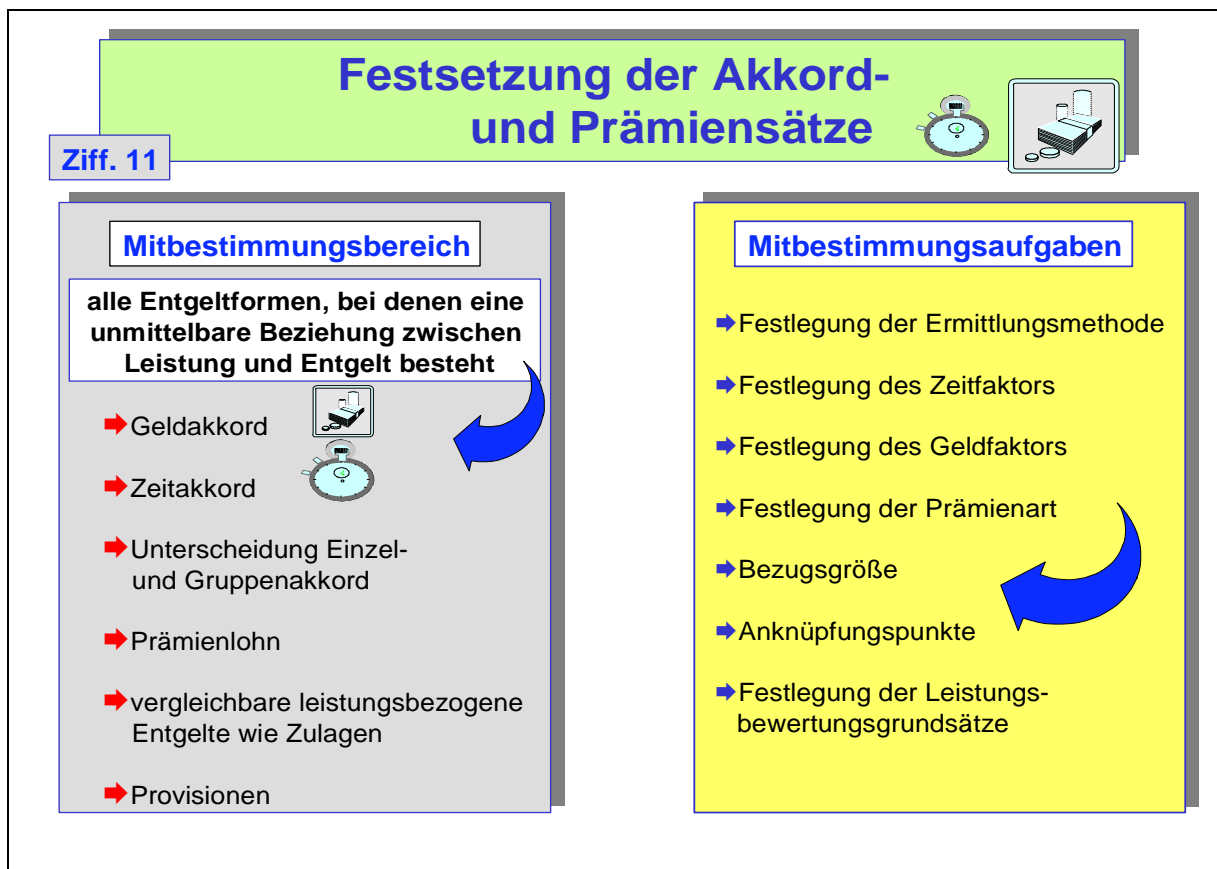 Festsetzung der Akkord-
und Prämiensätze
Ziff. 11
Mitbestimmungsbereich
alle Entgeltformen, bei denen eine
unmittelbare Beziehung zwischen
Leistung und Entgelt besteht
Geldakkord
Zeitakkord
Unterscheidung Einzel-
und Gruppenakkord
Prämienlohn
vergleichbare leistungsbezogene
Entgelte wie Zulagen
Provisionen
Mitbestimmungsaufgaben
Festlegung der Ermittlungsmethode
Festlegung des Zeitfaktors
Festlegung des Geldfaktors
Festlegung der Prämienart
Bezugsgröße
Anknüpfungspunkte
Festlegung der Leistungs-
bewertungsgrundsätze